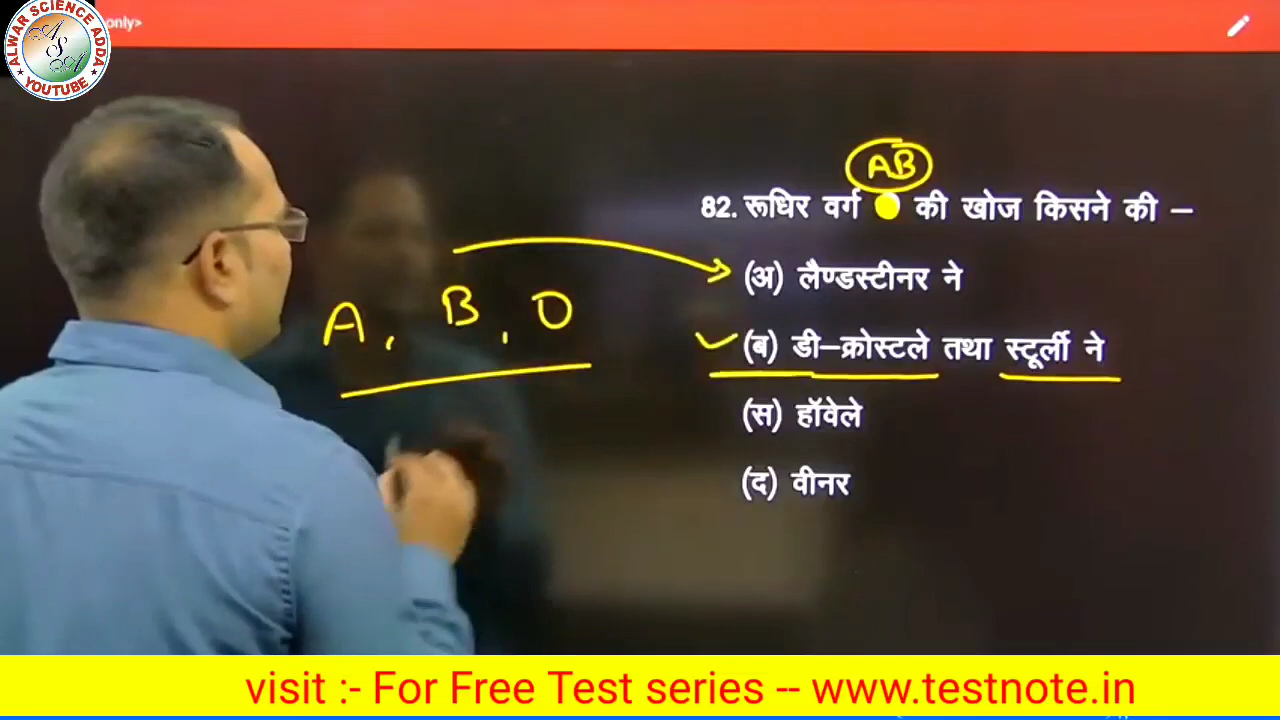 only>
ALWAR SCIENCE ADDA
ASA
YOUTUBE
AB
82. रूधिर वर्ग की खोज किसने की –
(अ) लैण्डस्टीनर ने
A, B, O
(ब) डी–क्रोस्टले तथा स्टूर्ली ने
(स) हॉवेले
(द) वीनर
visit :- For Free Test series -- www.testnote.in